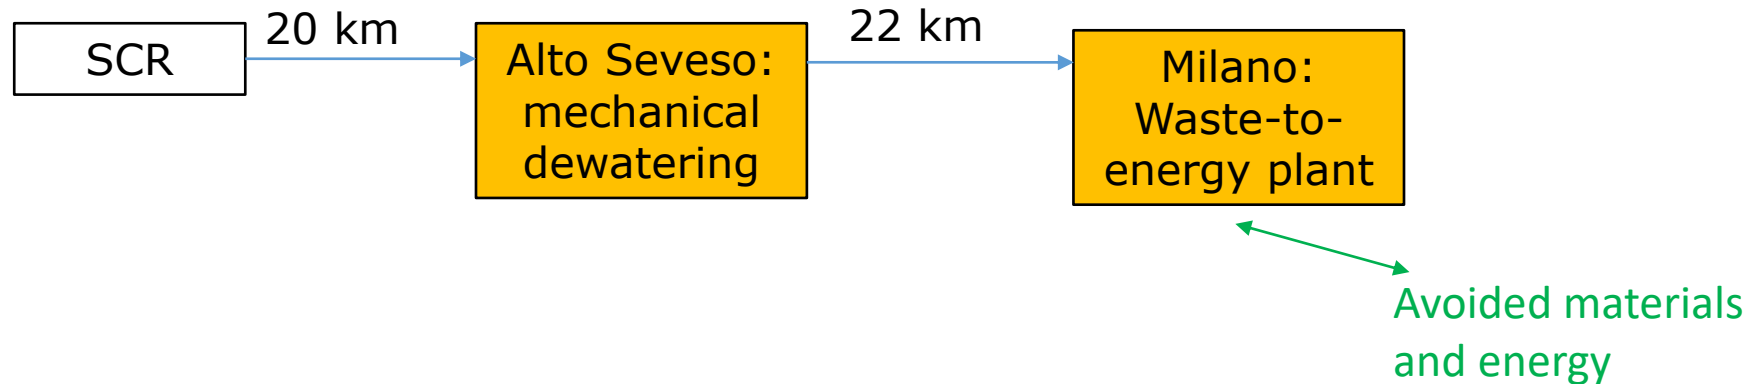 SCR
20 km
Alto Seveso:
mechanical
dewatering
22 km
Milano:
Waste-to-
energy plant
Avoided materials
and energy